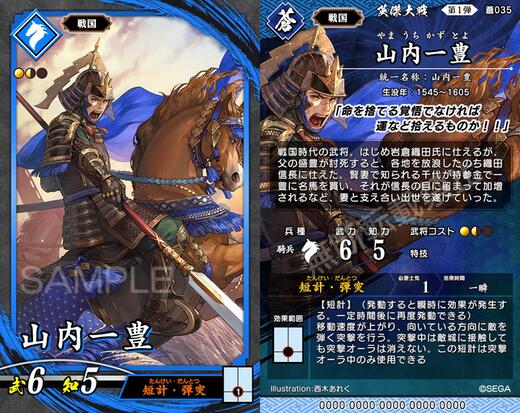 戦国
SAMPLE
山内一豊
武6 知5
たんけい・だんとつ
短計・弾突
1
蒼
戦国
英傑大戦
第1弾
蒼035
やま うち かず とよ
山内一豊
統一名称:山内一豊
生没年:1545~1605
「命を捨てる覚悟でなければ
運など拾えるものか!!」
戦国時代の武将。はじめ岩倉織田氏に仕えるが、
父の盛豊が討死すると、各地を放浪したのち織田
信長に仕えた。賢妻で知られる千代が持参金で一
豊に名馬を買い、それが信長の目に留まって加増
されるなど、妻と支え合い出世を遂げていった。
兵種 武力 知力 武将コスト
騎兵 6 5 特技
たんけい・だんとつ 必要士気 効果時間
短計・弾突 1 一瞬
効果範囲
【短計】(発動すると瞬時に効果が発生す
る。一定時間後に再度発動できる)
移動速度が上がり、向いている方向に敵を
弾く突撃を行う。突撃中は敵城に接触して
も突撃オーラは消えない。この短計は突撃
オーラ中のみ使用できる
Illustration:西木あれく
©SEGA
0000 0000 0000 0000 0000 0000